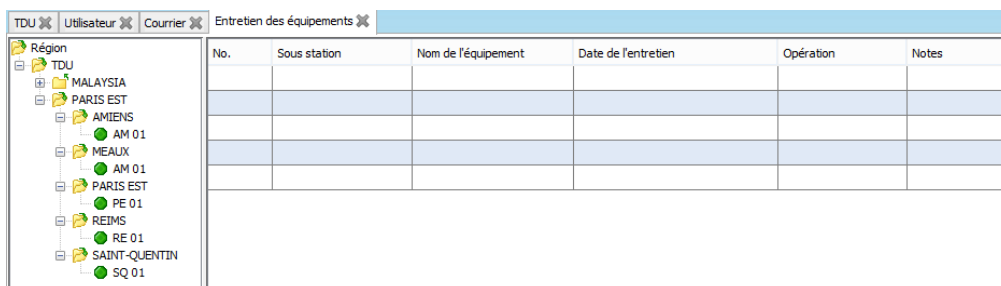 TDU Utilisateur Courrier Entretien des équipements
Région
TDU
MALAYSIA
PARIS EST
AMIENS
AM 01
MEAUX
AM 01
PARIS EST
PE 01
REIMS
RE 01
SAINT-QUENTIN
SQ 01
No. Sous station Nom de l'équipement Date de l'entretien Opération Notes